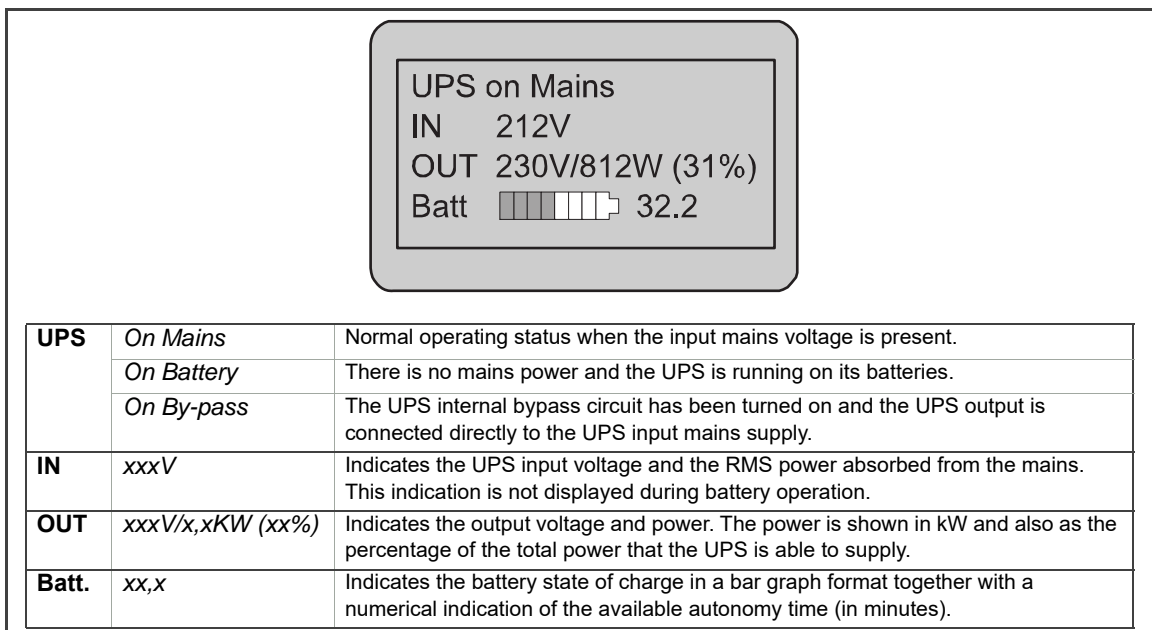 UPS on Mains
IN 212V
OUT 230V/812W (31%)
Batt 32.2
UPS On Mains Normal operating status when the input mains voltage is present.
On Battery There is no mains power and the UPS is running on its batteries.
On By-pass The UPS internal bypass circuit has been turned on and the UPS output is
connected directly to the UPS input mains supply.
IN xxxV Indicates the UPS input voltage and the RMS power absorbed from the mains.
This indication is not displayed during battery operation.
OUT xxxV/x,xKW (xx%) Indicates the output voltage and power. The power is shown in kW and also as the
percentage of the total power that the UPS is able to supply.
Batt. xx,x Indicates the battery state of charge in a bar graph format together with a
numerical indication of the available autonomy time (in minutes).